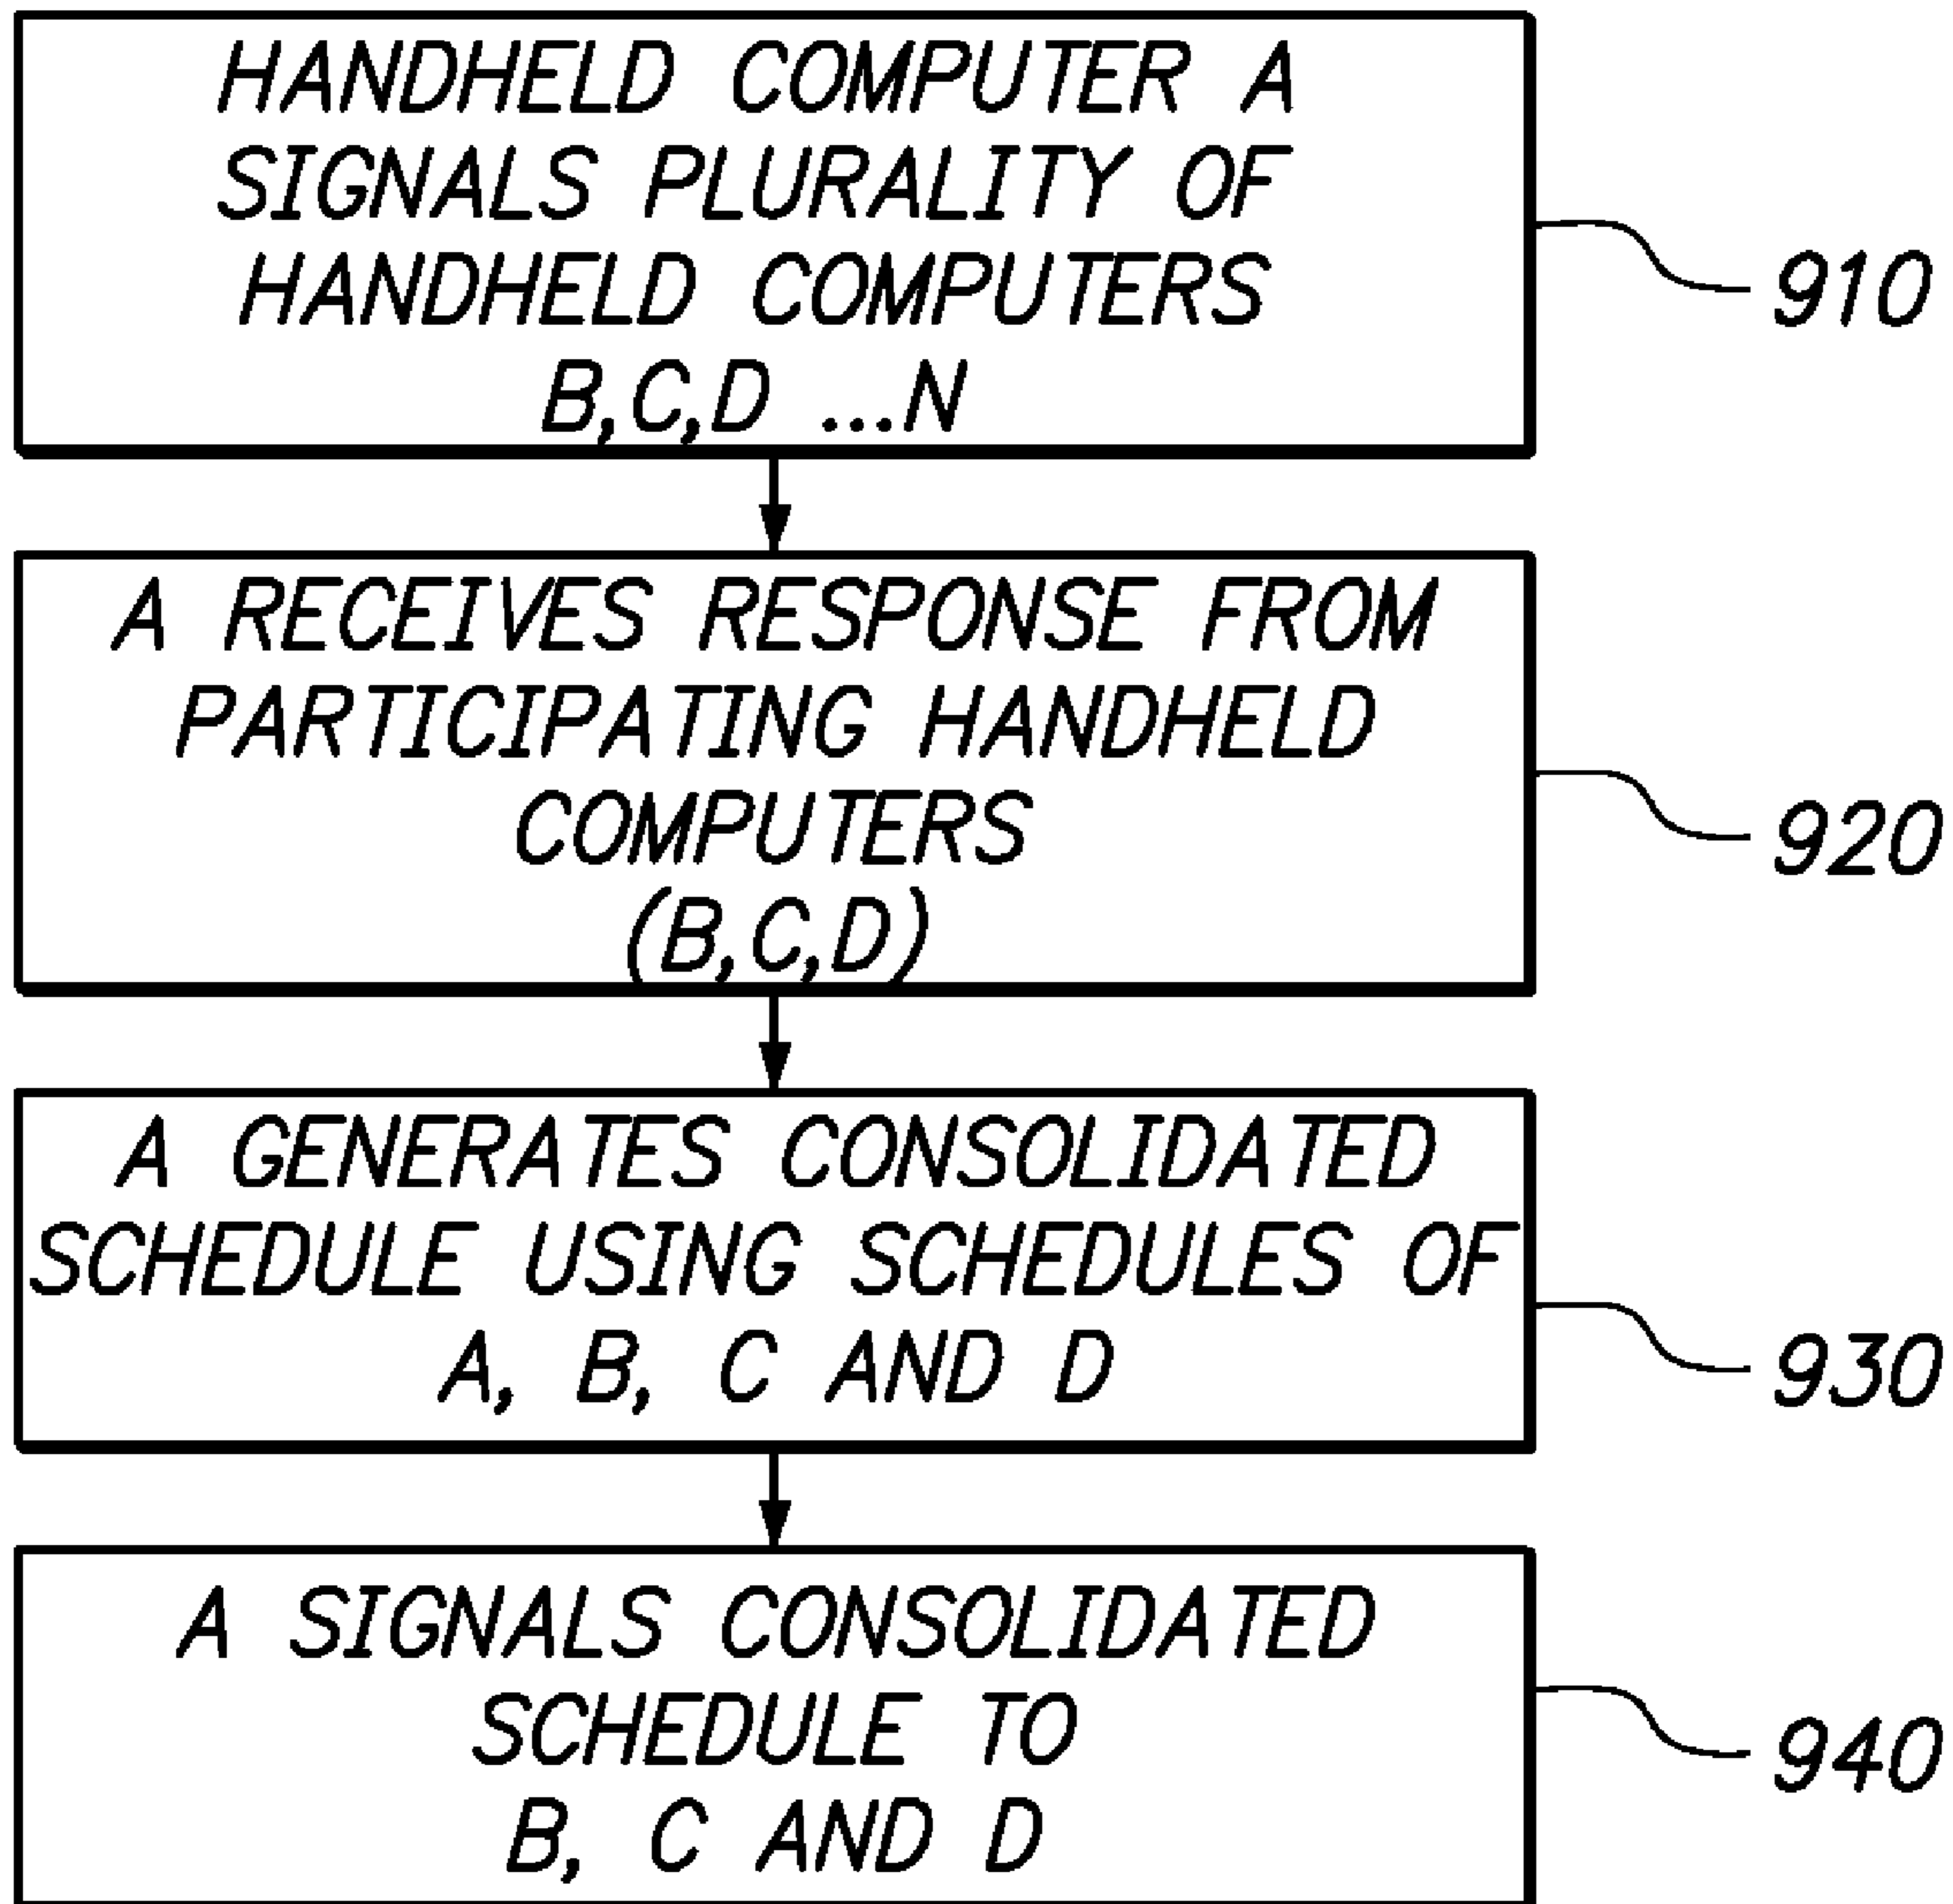 HANDHELD COMPUTER A
SIGNALS PLURALITY OF
HANDHELD COMPUTERS
B,C,D ...N
910
A RECEIVES RESPONSE FROM
PARTICIPATING HANDHELD
COMPUTERS
(B,C,D)
920
A GENERATES CONSOLIDATED
SCHEDULE USING SCHEDULES OF
A, B, C AND D
930
A SIGNALS CONSOLIDATED
SCHEDULE TO
B, C AND D
940